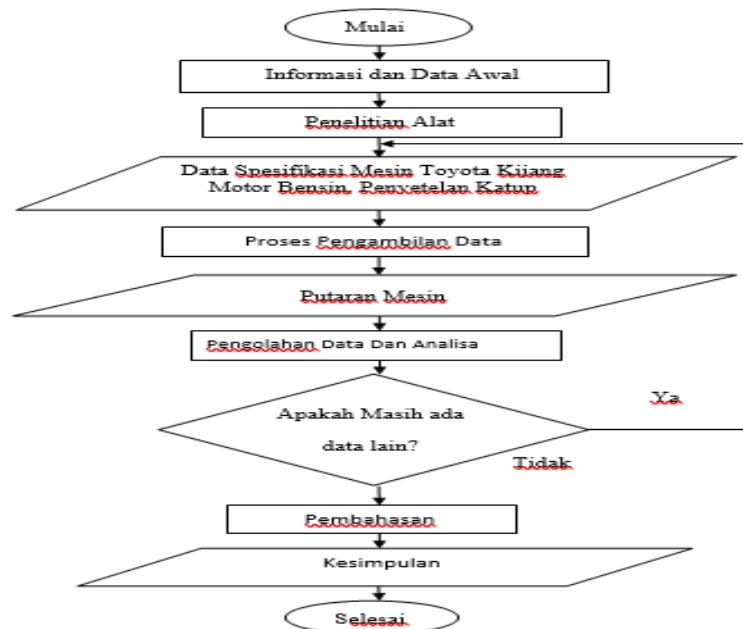 Mulai
Informasi dan Data Awal
Penelitian Alat
Data Spesifikasi Mesin Toyota Kijang
Motor Bensin, Penyetelan Katup
Proses Pengambilan Data
Putaran Mesin
Pengolahan Data Dan Analisa
Apakah Masih ada
data lain?
Ya
Tidak
Pembahasan
Kesimpulan
Selesai